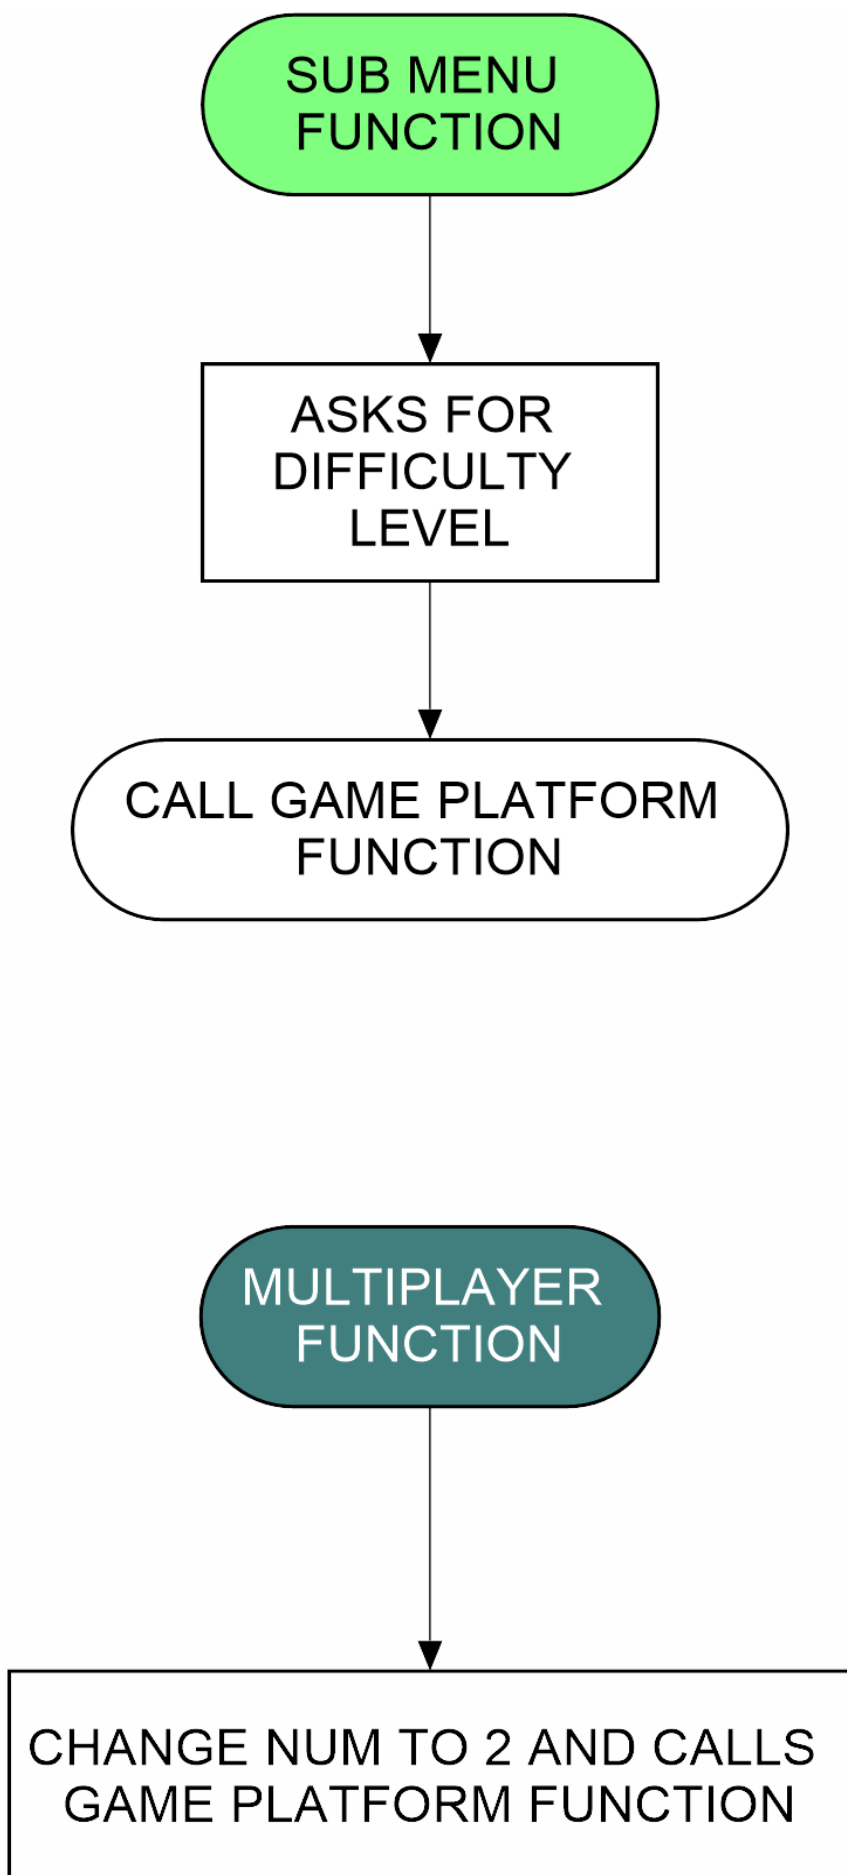 SUB MENU
FUNCTION
ASKS FOR
DIFFICULTY
LEVEL
CALL GAME PLATFORM
FUNCTION
MULTIPLAYER
FUNCTION
CHANGE NUM TO 2 AND CALLS
GAME PLATFORM FUNCTION